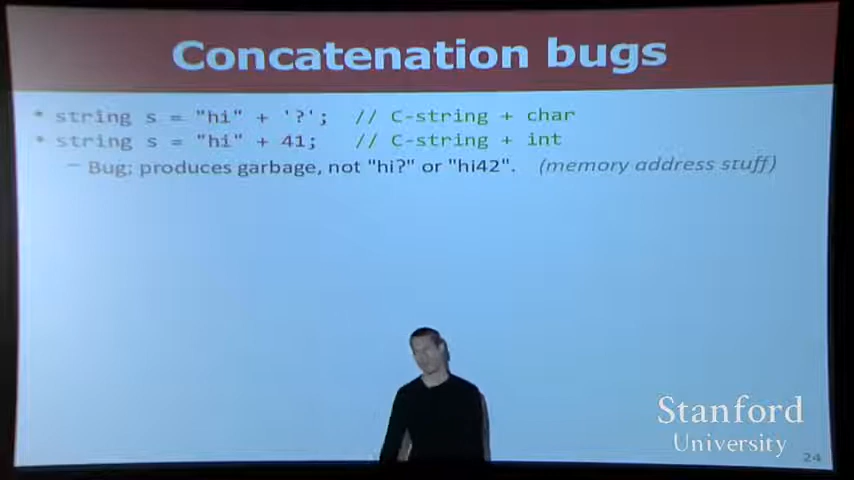 Concatenation bugs
• string s = "hi" + '?'; // C-string + char
• string s = "hi" + 41; // C-string + int
– Bug; produces garbage, not "hi?" or "hi42". (memory address stuff)
Stanford
University
24